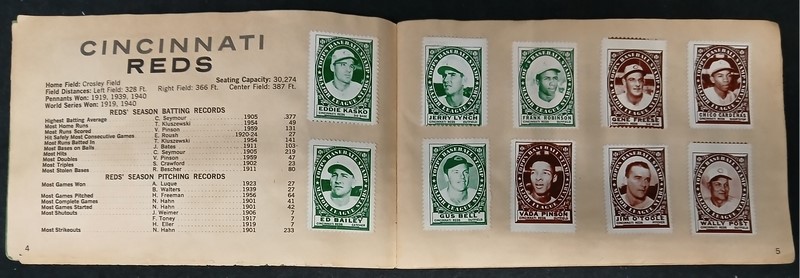 CINCINNATI
REDS
Home Field: Crosley Field Seating Capacity: 30,274
Field Distances: Left Field: 328 Ft. Right Field: 366 Ft. Center Field: 387 Ft.
Pennants Won: 1919, 1939, 1940
World Series Won: 1919, 1940
REDS' SEASON BATTING RECORDS
Highest Batting Average C. Seymour 1905 .377
Most Home Runs T. Kluszewski 1954 49
Most Runs Scored V. Pinson 1959 131
Hit Safely Most Consecutive Games E. Roush 1920-24 27
Most Runs Batted In T. Kluszewski 1954 141
Most Bases on Balls J. Bates 1911 103
Most Hits C. Seymour 1905 219
Most Doubles V. Pinson 1959 47
Most Triples S. Crawford 1902 23
Most Stolen Bases R. Bescher 1911 80
REDS' SEASON PITCHING RECORDS
Most Games Won A. Luque 1923 27
B. Walters 1939 27
Most Games Pitched H. Freeman 1956 64
Most Complete Games N. Hahn 1901 41
Most Games Started N. Hahn 1901 42
Most Shutouts J. Weimer 1906 7
F. Toney 1917 7
H. Eller 1919 7
Most Strikeouts N. Hahn 1901 233
4
TOPPS BASEBALL STAMPS
MAJOR LEAGUE
EDDIE KASKO
ED BAILEY
JERRY LYNCH
FRANK ROBINSON
GENE FREESE
CHICO CARDENAS
GUS BELL
VADA PINSON
JIM O'TOOLE
WALLY POST
5